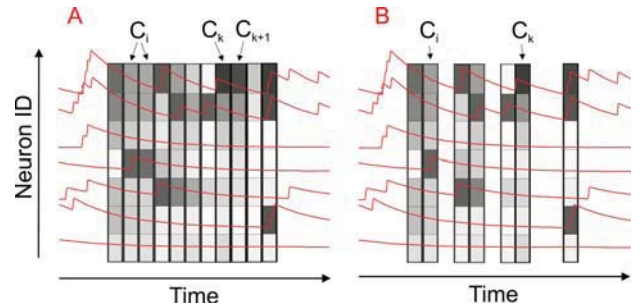 A
B
C_i
C_k
C_{k+1}
C_i
C_k
Neuron ID
Time
Time